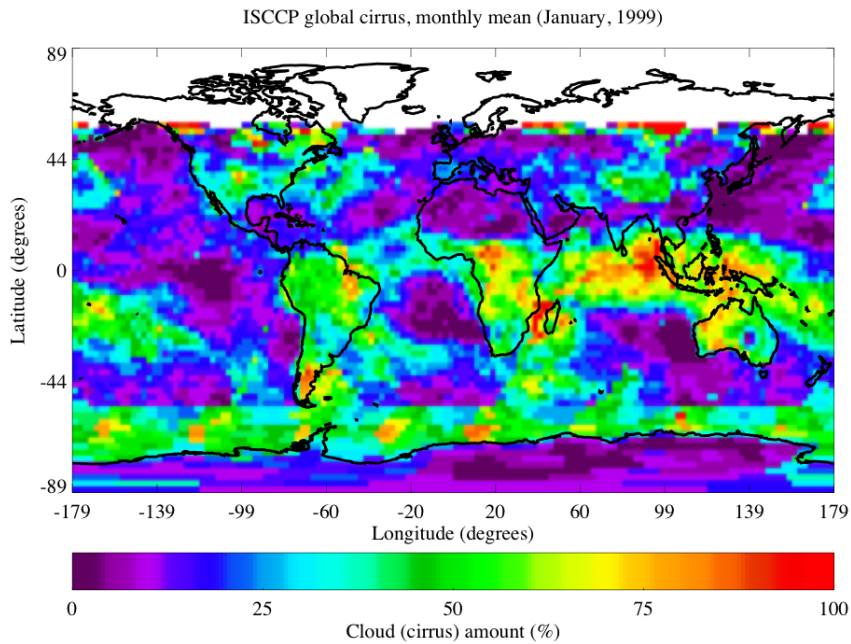 ISCCP global cirrus, monthly mean (January, 1999)
89
44
0
-44
-89
Latitude (degrees)
-179 -139 -99 -60 -20 20 60 99 139 179
Longitude (degrees)
0 25 50 75 100
Cloud (cirrus) amount (%)